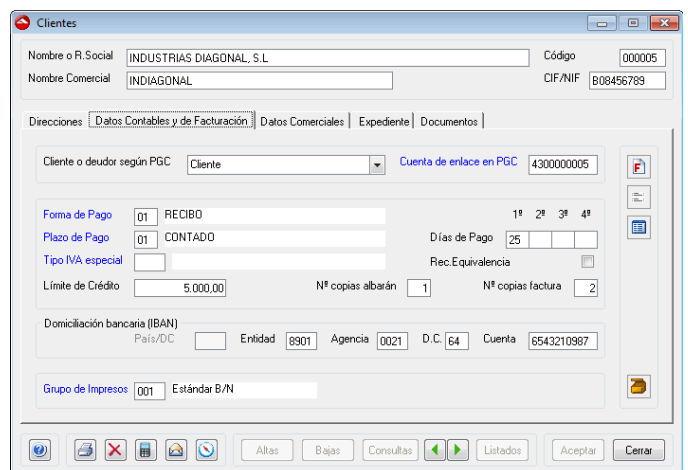 Clientes
Nombre o R.Social INDUSTRIAS DIAGONAL, S.L Código 000005
Nombre Comercial INDIAGONAL CIF/NIF B08456789
Direcciones Datos Contables y de Facturación Datos Comerciales Expediente Documentos
Cliente o deudor según PGC Cliente Cuenta de enlace en PGC 4300000005
Forma de Pago 01 RECIBO 1º 2º 3º 4º
Plazo de Pago 01 CONTADO Días de Pago 25
Tipo IVA especial Rec.Equivalencia
Límite de Crédito 5.000,00 Nº copias albarán 1 Nº copias factura 2
Domiciliación bancaria (IBAN)
País/DC Entidad 8901 Agencia 0021 D.C. 64 Cuenta 6543210987
Grupo de Impresos 001 Estándar B/N
Altas Bajas Consultas Listados Aceptar Cerrar